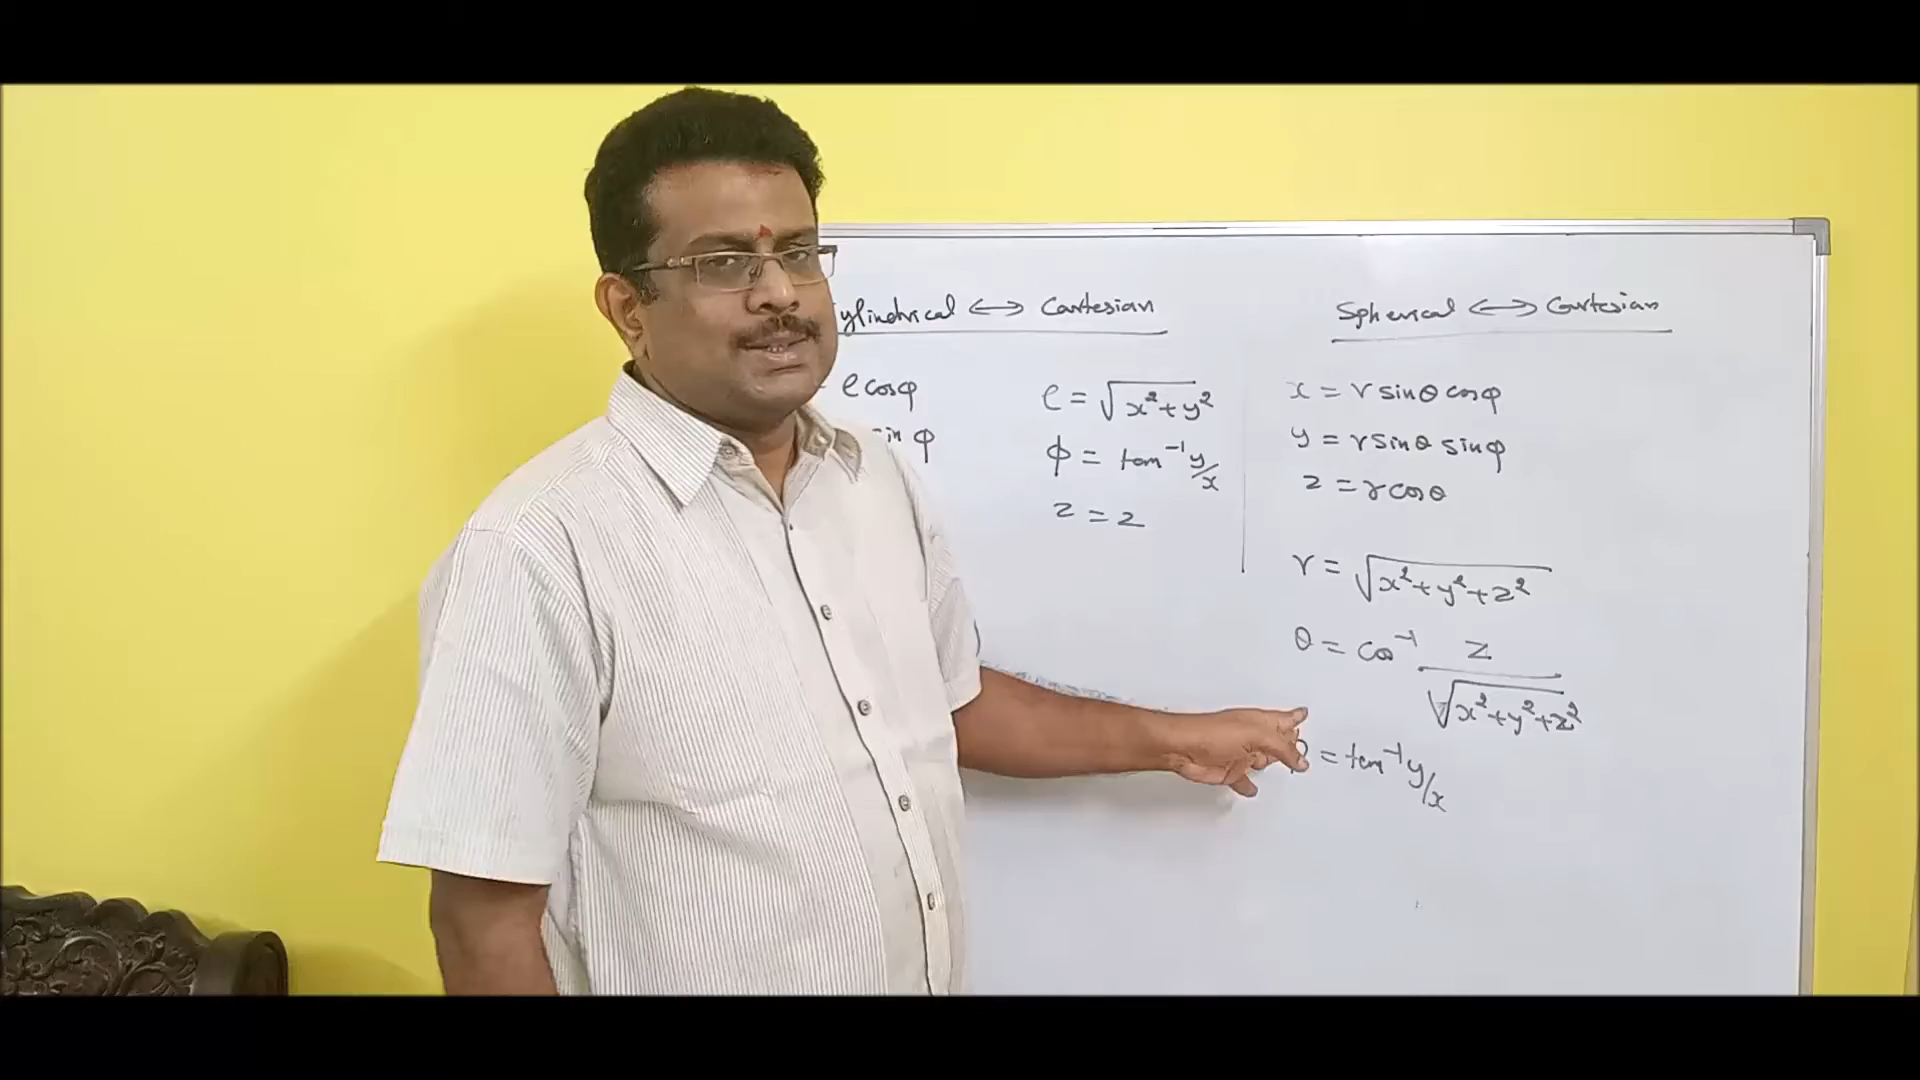 ylindrical ↔ Cartesian
ρ cosφ
sin φ
ρ = √x²+y²
φ = tan⁻¹ y/x
z = z
Spherical ↔ Cartesian
x = r sinθ cosφ
y = r sinθ sinφ
z = r cosθ
r = √x²+y²+z²
θ = cos⁻¹ z
√x²+y²+z²
= tan⁻¹ y/x